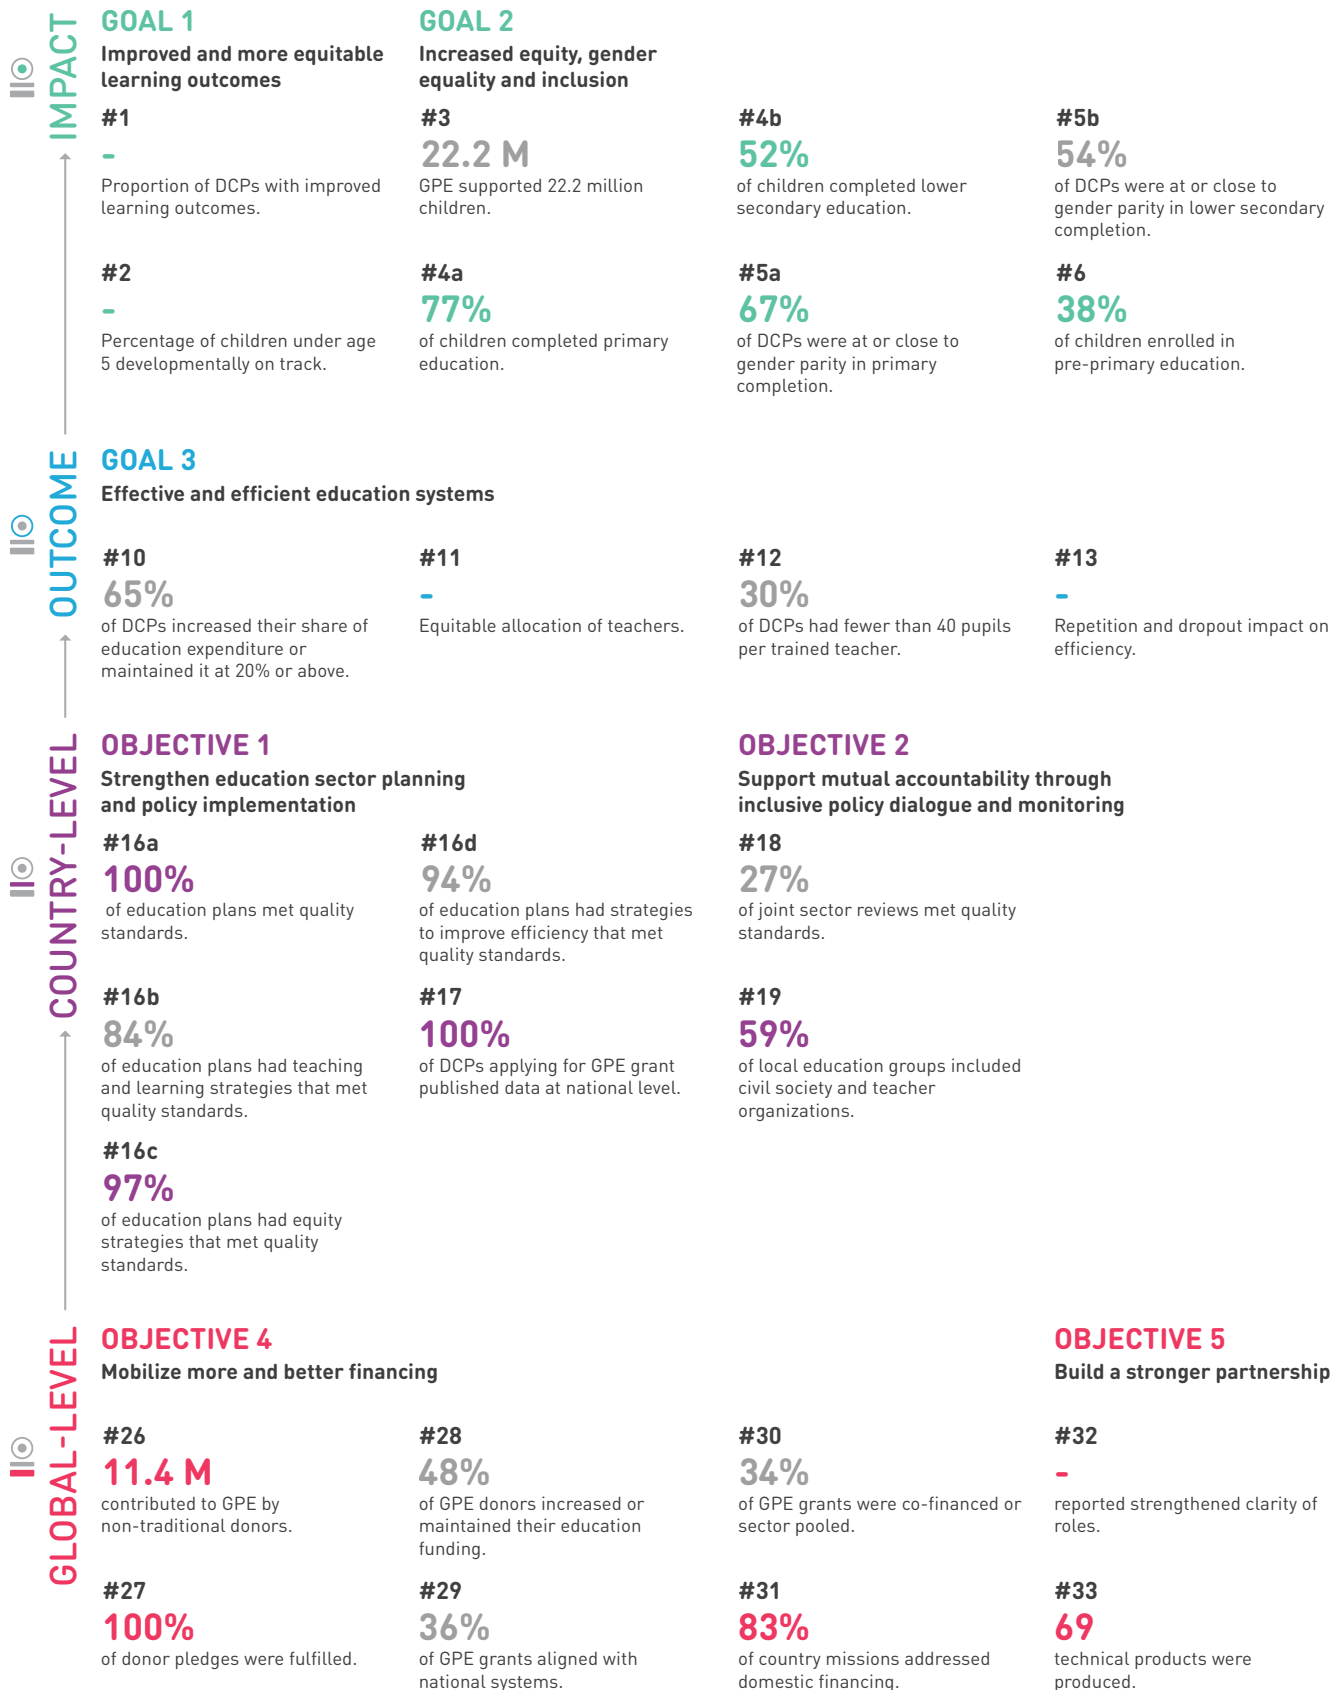 IMPACT
GOAL 1
Improved and more equitable
learning outcomes
GOAL 2
Increased equity, gender
equality and inclusion
#1
-
Proportion of DCPs with improved
learning outcomes.
#3
22.2 M
GPE supported 22.2 million
children.
#4b
52%
of children completed lower
secondary education.
#5b
54%
of DCPs were at or close to
gender parity in lower secondary
completion.
#2
-
Percentage of children under age
5 developmentally on track.
#4a
77%
of children completed primary
education.
#5a
67%
of DCPs were at or close to
gender parity in primary
completion.
#6
38%
of children enrolled in
pre-primary education.
OUTCOME
GOAL 3
Effective and efficient education systems
#10
65%
of DCPs increased their share of
education expenditure or
maintained it at 20% or above.
#11
-
Equitable allocation of teachers.
#12
30%
of DCPs had fewer than 40 pupils
per trained teacher.
#13
-
Repetition and dropout impact on
efficiency.
COUNTRY-LEVEL
OBJECTIVE 1
Strengthen education sector planning
and policy implementation
OBJECTIVE 2
Support mutual accountability through
inclusive policy dialogue and monitoring
#16a
100%
of education plans met quality
standards.
#16d
94%
of education plans had strategies
to improve efficiency that met
quality standards.
#18
27%
of joint sector reviews met quality
standards.
#16b
84%
of education plans had teaching
and learning strategies that met
quality standards.
#17
100%
of DCPs applying for GPE grant
published data at national level.
#19
59%
of local education groups included
civil society and teacher
organizations.
#16c
97%
of education plans had equity
strategies that met quality
standards.
GLOBAL-LEVEL
OBJECTIVE 4
Mobilize more and better financing
OBJECTIVE 5
Build a stronger partnership
#26
11.4 M
contributed to GPE by
non-traditional donors.
#28
48%
of GPE donors increased or
maintained their education
funding.
#30
34%
of GPE grants were co-financed or
sector pooled.
#32
-
reported strengthened clarity of
roles.
#27
100%
of donor pledges were fulfilled.
#29
36%
of GPE grants aligned with
national systems.
#31
83%
of country missions addressed
domestic financing.
#33
69
technical products were
produced.